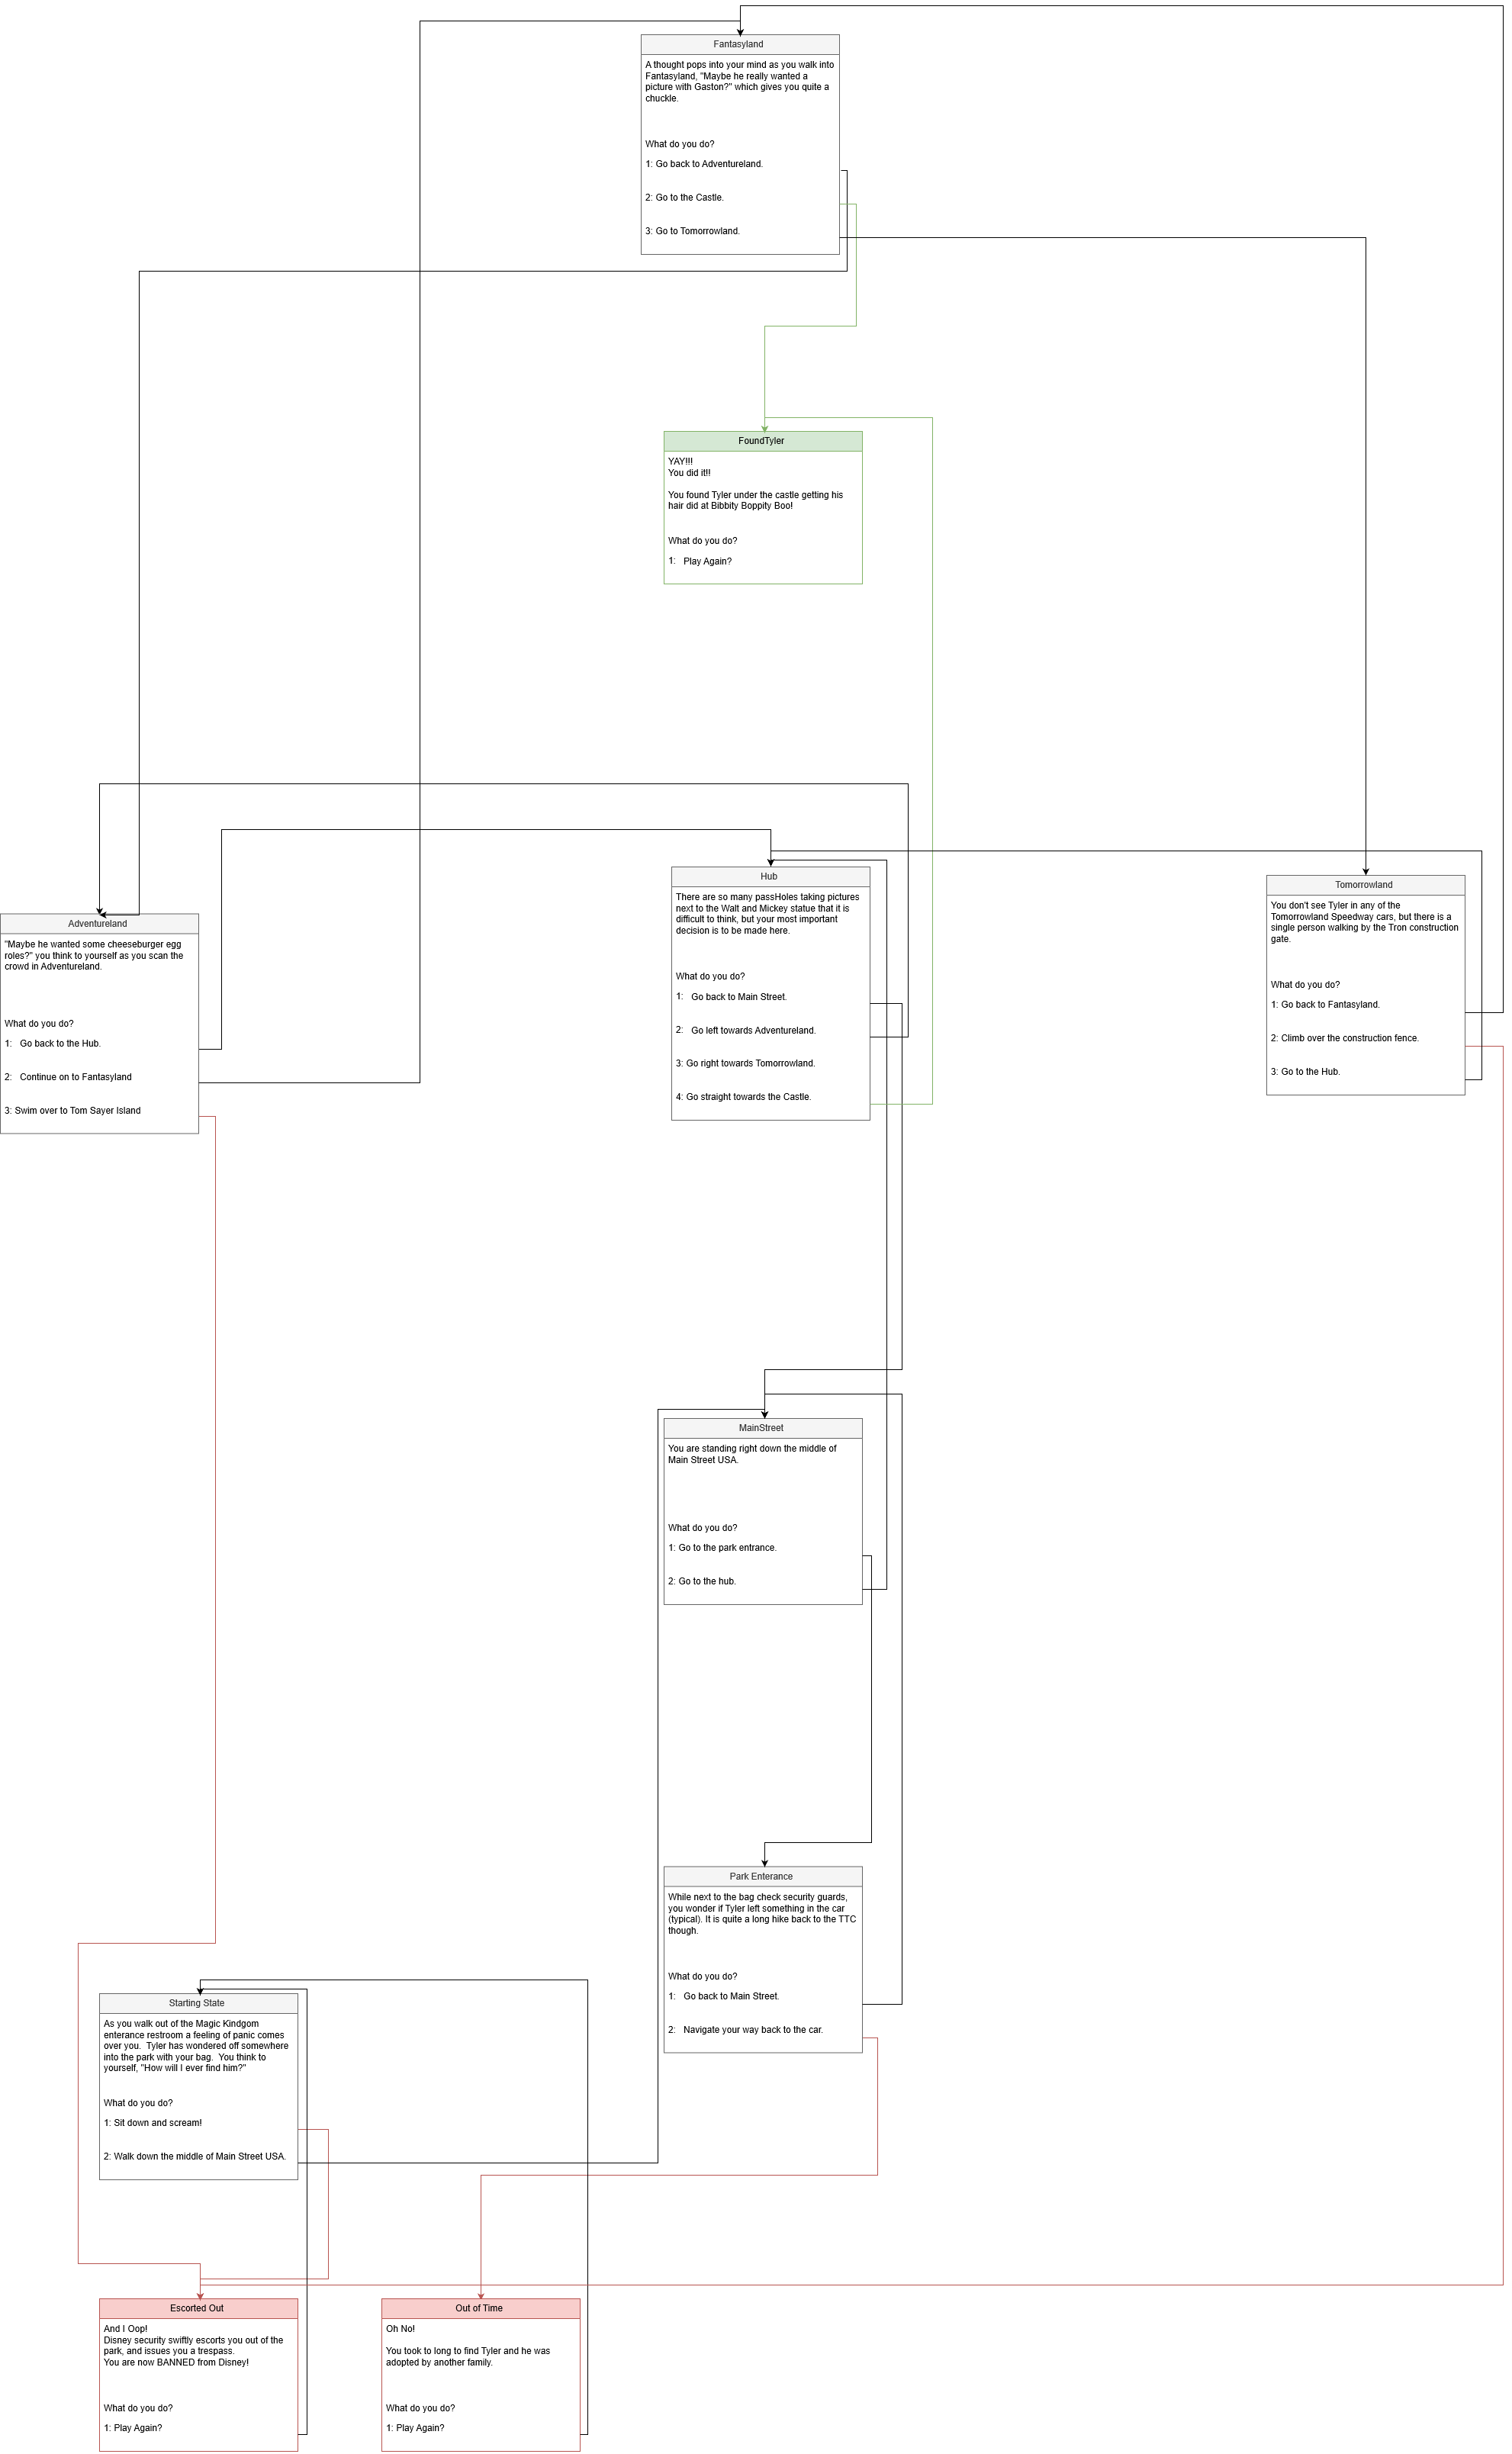 Fantasyland
A thought pops into your mind as you walk into
Fantasyland, "Maybe he really wanted a
picture with Gaston?" which gives you quite a
chuckle.
What do you do?
1: Go back to Adventureland.
2: Go to the Castle.
3: Go to Tomorrowland.
FoundTyler
YAY!!!
You did it!!
You found Tyler under the castle getting his
hair did at Bibbity Boppity Boo!
What do you do?
1: Play Again?
Hub
There are so many passHoles taking pictures
next to the Walt and Mickey statue that it is
difficult to think, but your most important
decision is to be made here.
What do you do?
1: Go back to Main Street.
2: Go left towards Adventureland.
3: Go right towards Tomorrowland.
4: Go straight towards the Castle.
Tomorrowland
You don't see Tyler in any of the
Tomorrowland Speedway cars, but there is a
single person walking by the Tron construction
gate.
What do you do?
1: Go back to Fantasyland.
2: Climb over the construction fence.
3: Go to the Hub.
Adventureland
"Maybe he wanted some cheeseburger egg
roles?" you think to yourself as you scan the
crowd in Adventureland.
What do you do?
1: Go back to the Hub.
2: Continue on to Fantasyland
3: Swim over to Tom Sayer Island
MainStreet
You are standing right down the middle of
Main Street USA.
What do you do?
1: Go to the park entrance.
2: Go to the hub.
Park Enterance
While next to the bag check security guards,
you wonder if Tyler left something in the car
(typical). It is quite a long hike back to the TTC
though.
What do you do?
1: Go back to Main Street.
2: Navigate your way back to the car.
Starting State
As you walk out of the Magic Kindgom
enterance restroom a feeling of panic comes
over you. Tyler has wondered off somewhere
into the park with your bag. You think to
yourself, "How will I ever find him?"
What do you do?
1: Sit down and scream!
2: Walk down the middle of Main Street USA.
Escorted Out
And I Oop!
Disney security swiftly escorts you out of the
park, and issues you a trespass.
You are now BANNED from Disney!
What do you do?
1: Play Again?
Out of Time
Oh No!
You took to long to find Tyler and he was
adopted by another family.
What do you do?
1: Play Again?